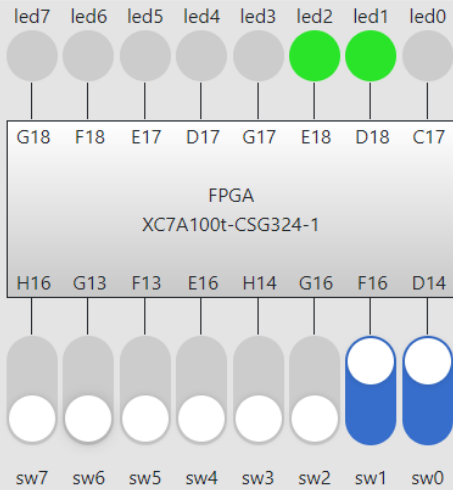 led7 led6 led5 led4 led3 led2 led1 led0
G18 F18 E17 D17 G17 E18 D18 C17
FPGA
XC7A100t-CSG324-1
H16 G13 F13 E16 H14 G16 F16 D14
sw7 sw6 sw5 sw4 sw3 sw2 sw1 sw0